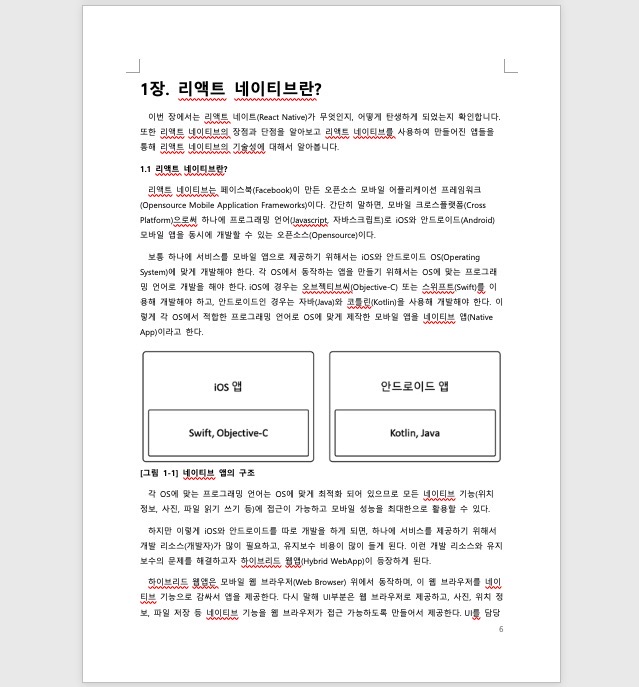 1장. 리액트 네이티브란?
이번 장에서는 리액트 네이트(React Native)가 무엇인지, 어떻게 탄생하게 되었는지 확인합니다.
또한 리액트 네이티브의 장점과 단점을 알아보고 리액트 네이티브를 사용하여 만들어진 앱들을
통해 리액트 네이티브의 기술성에 대해서 알아봅니다.
1.1 리액트 네이티브란?
리액트 네이티브는 페이스북(Facebook)이 만든 오픈소스 모바일 어플리케이션 프레임워크
(Opensource Mobile Application Frameworks)이다. 간단히 말하면, 모바일 크로스플랫폼(Cross
Platform)으로써 하나에 프로그래밍 언어(Javascript, 자바스크립트)로 iOS와 안드로이드(Android)
모바일 앱을 동시에 개발할 수 있는 오픈소스(Opensource)이다.
보통 하나에 서비스를 모바일 앱으로 제공하기 위해서는 iOS와 안드로이드 OS(Operating
System)에 맞게 개발해야 한다. 각 OS에서 동작하는 앱을 만들기 위해서는 OS에 맞는 프로그래
밍 언어로 개발을 해야 한다. iOS에 경우는 오브젝티브씨(Objective-C) 또는 스위프트(Swift)를 이
용해 개발해야 하고, 안드로이드인 경우는 자바(Java)와 코틀린(Kotlin)을 사용해 개발해야 한다. 이
렇게 각 OS에서 적합한 프로그래밍 언어로 OS에 맞게 제작한 모바일 앱을 네이티브 앱(Native
App)이라고 한다.
iOS 앱
안드로이드 앱
Swift, Objective-C
Kotlin, Java
[그림 1-1] 네이티브 앱의 구조
각 OS에 맞는 프로그래밍 언어는 OS에 맞게 최적화 되어 있으므로 모든 네이티브 기능(위치
정보, 사진, 파일 읽기 쓰기 등)에 접근이 가능하고 모바일 성능을 최대한으로 활용할 수 있다.
하지만 이렇게 iOS와 안드로이드를 따로 개발을 하게 되면, 하나에 서비스를 제공하기 위해서
개발 리소스(개발자)가 많이 필요하고, 유지보수 비용이 많이 들게 된다. 이런 개발 리소스와 유지
보수의 문제를 해결하고자 하이브리드 웹앱(Hybrid WebApp)이 등장하게 된다.
하이브리드 웹앱은 모바일 웹 브라우저(Web Browser) 위에서 동작하며, 이 웹 브라우저를 네이
티브 기능으로 감싸서 앱을 제공한다. 다시 말해 UI부분은 웹 브라우저로 제공하고, 사진, 위치 정
보, 파일 저장 등 네이티브 기능을 웹 브라우저가 접근 가능하도록 만들어서 제공한다. UI를 담당
6